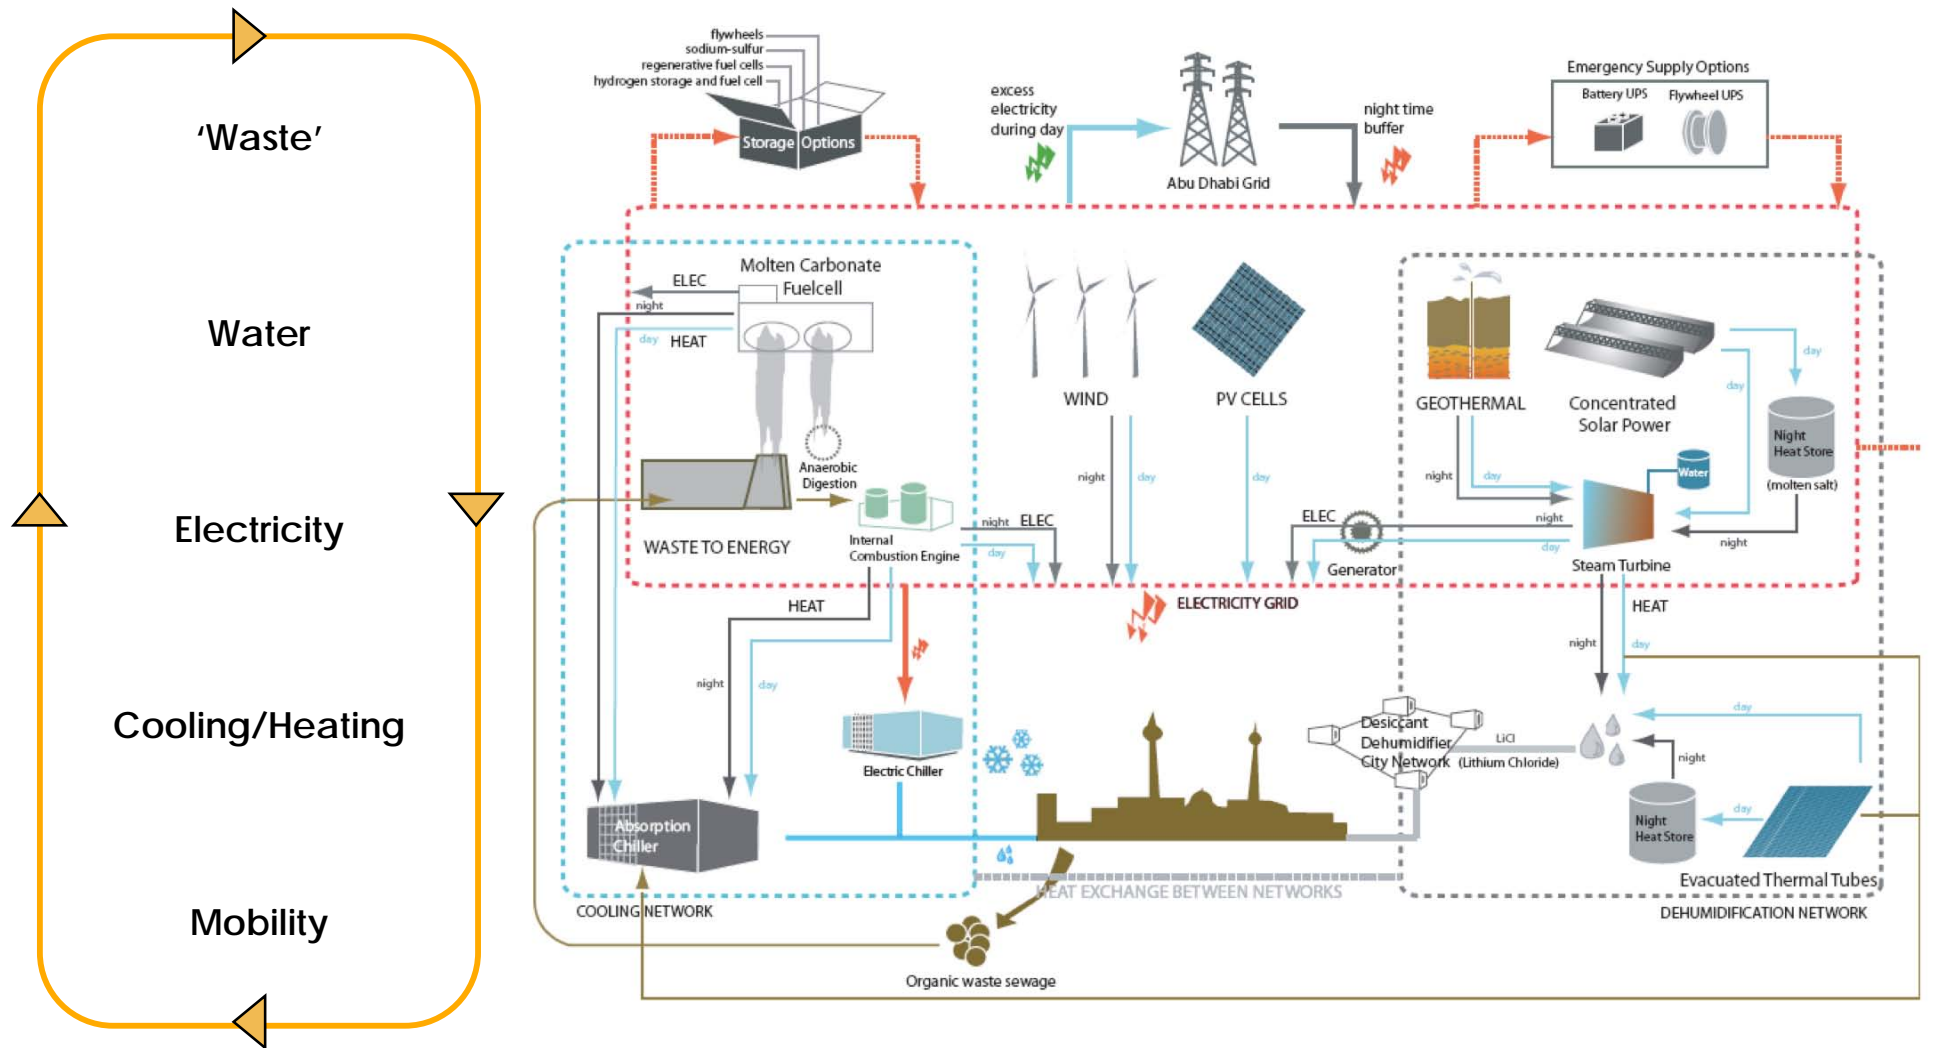 ‘Waste’
Water
Electricity
Cooling/Heating
Mobility
flywheels
sodium-sulfur
regenerative fuel cells
hydrogen storage and fuel cell
Storage Options
excess
electricity
during day
Abu Dhabi Grid
night time
buffer
Emergency Supply Options
Battery UPS
Flywheel UPS
Molten Carbonate
Fuelcell
ELEC
night
day
HEAT
Anaerobic
Digestion
WASTE TO ENERGY
Internal
Combustion Engine
night
ELEC
day
HEAT
night
day
WIND
night
day
PV CELLS
day
GEOTHERMAL
night
day
Concentrated
Solar Power
day
day
Night
Heat Store
(molten salt)
night
Water
Steam Turbine
night
day
ELEC
Generator
ELECTRICITY GRID
HEAT
night
day
Electric Chiller
Absorption
Chiller
COOLING NETWORK
Desiccant
Dehumidifier
City Network
LiCl
(Lithium Chloride)
day
night
Night
Heat Store
day
Evacuated Thermal Tubes
DEHUMIDIFICATION NETWORK
HEAT EXCHANGE BETWEEN NETWORKS
Organic waste sewage